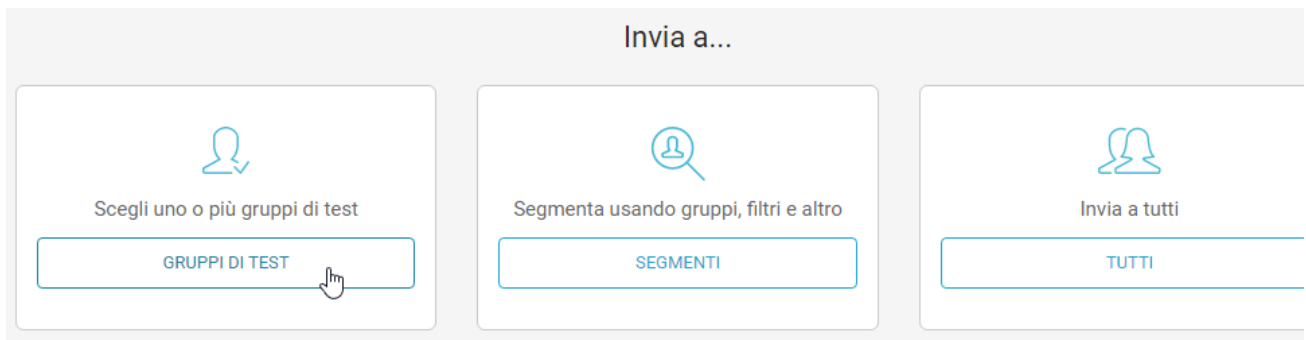 Invia a...
Scegli uno o più gruppi di test
Segmenta usando gruppi, filtri e altro
Invia a tutti
GRUPPI DI TEST
SEGMENTI
TUTTI